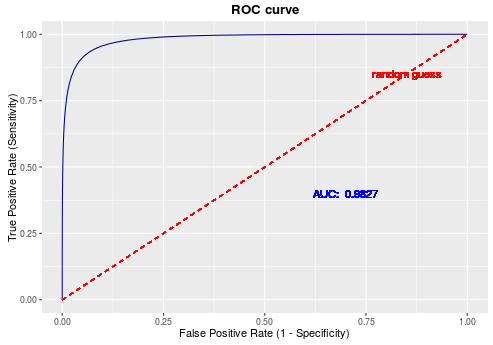 ROC curve
True Positive Rate (Sensitivity)
1.00
0.75
0.50
0.25
0.00
random guess
AUC: 0.9827
0.00
0.25
0.50
0.75
1.00
False Positive Rate (1 - Specificity)